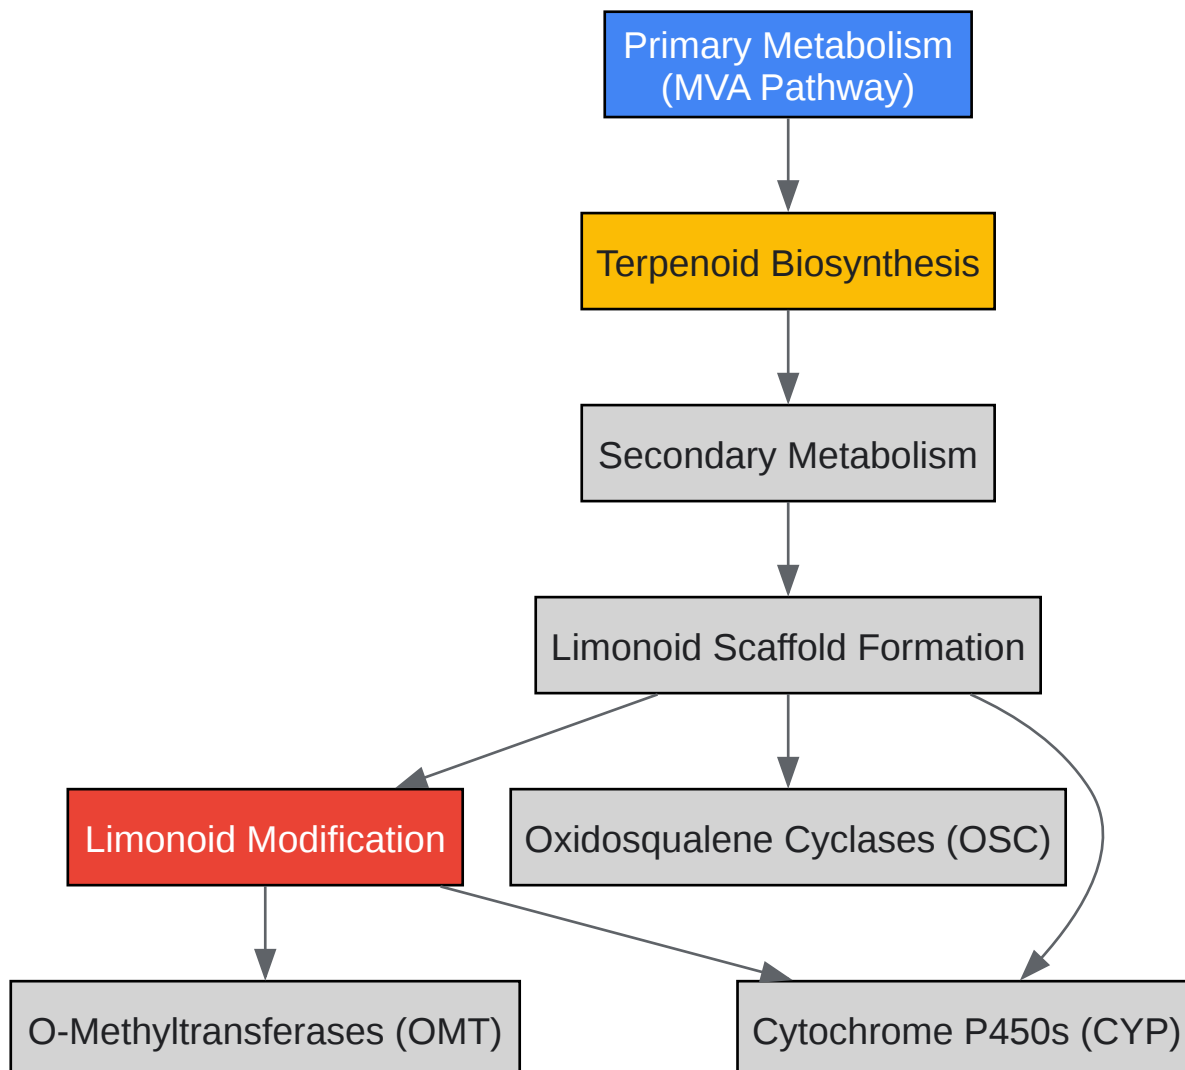 Primary Metabolism
(MVA Pathway)
Terpenoid Biosynthesis
Secondary Metabolism
Limonoid Scaffold Formation
Limonoid Modification
Oxidosqualene Cyclases (OSC)
O-Methyltransferases (OMT)
Cytochrome P450s (CYP)